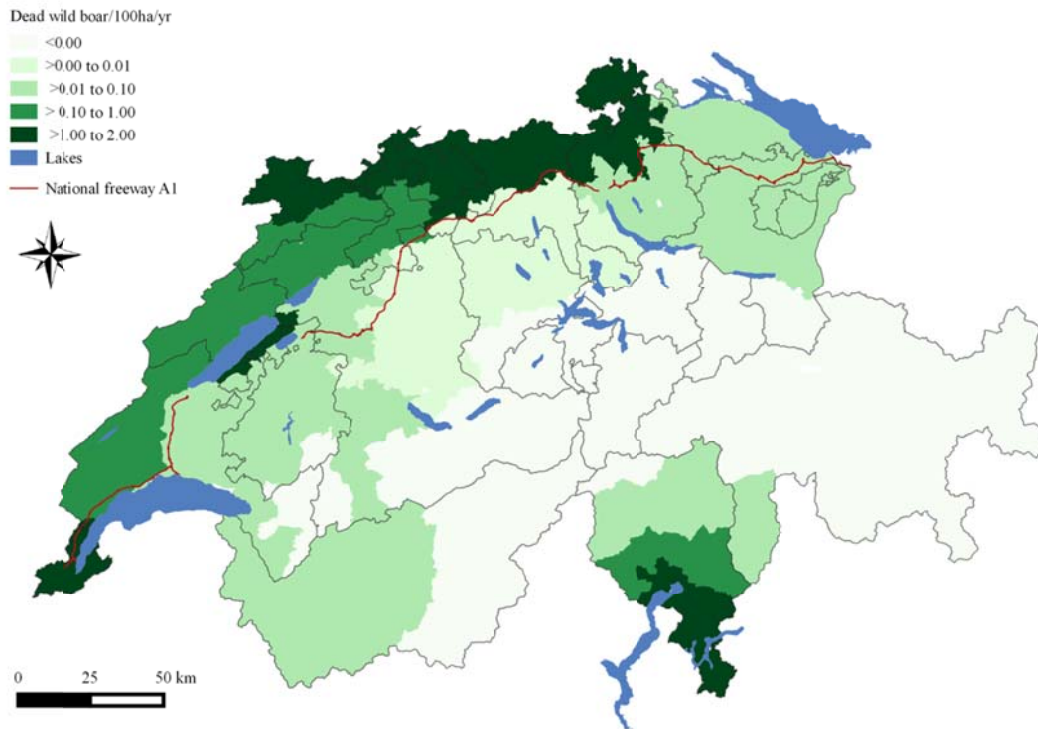 Dead wild boar/100ha/yr
<0.00
>0.00 to 0.01
>0.01 to 0.10
> 0.10 to 1.00
>1.00 to 2.00
Lakes
National freeway A1
0 25 50 km